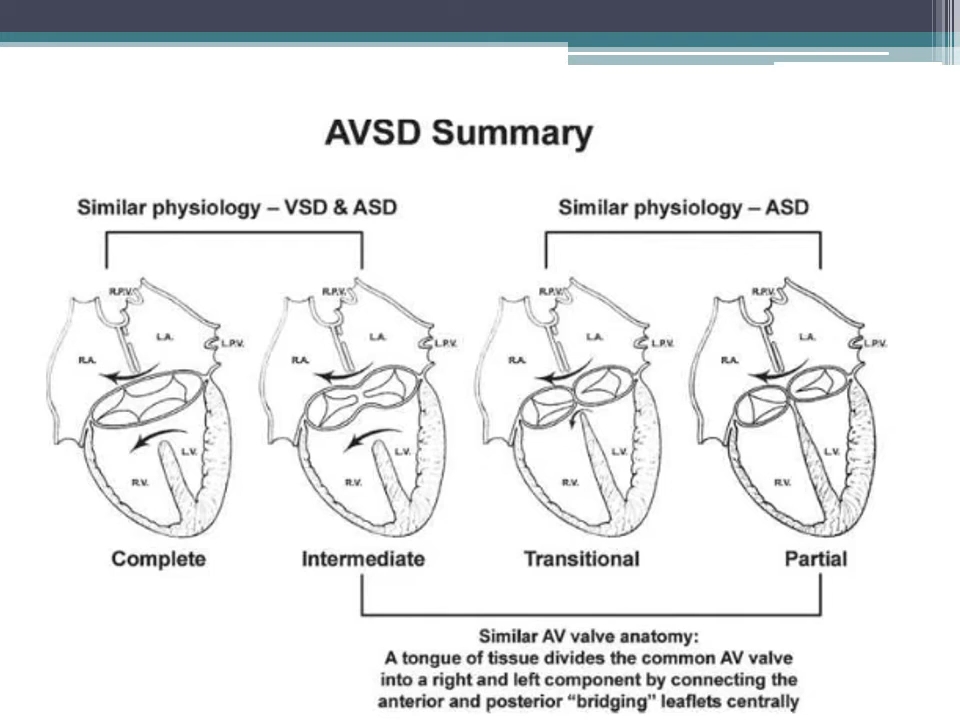 AVSD Summary
Similar physiology – VSD & ASD
Similar physiology – ASD
R.P.V.
L.A.
L.P.V.
R.A.
L.V.
R.V.
R.P.V.
L.A.
L.P.V.
R.A.
L.V.
R.V.
R.P.V.
L.A.
L.P.V.
R.A.
L.V.
R.V.
R.P.V.
L.A.
L.P.V.
R.A.
L.V.
R.V.
Complete
Intermediate
Transitional
Partial
Similar AV valve anatomy:
A tongue of tissue divides the common AV valve
into a right and left component by connecting the
anterior and posterior “bridging” leaflets centrally